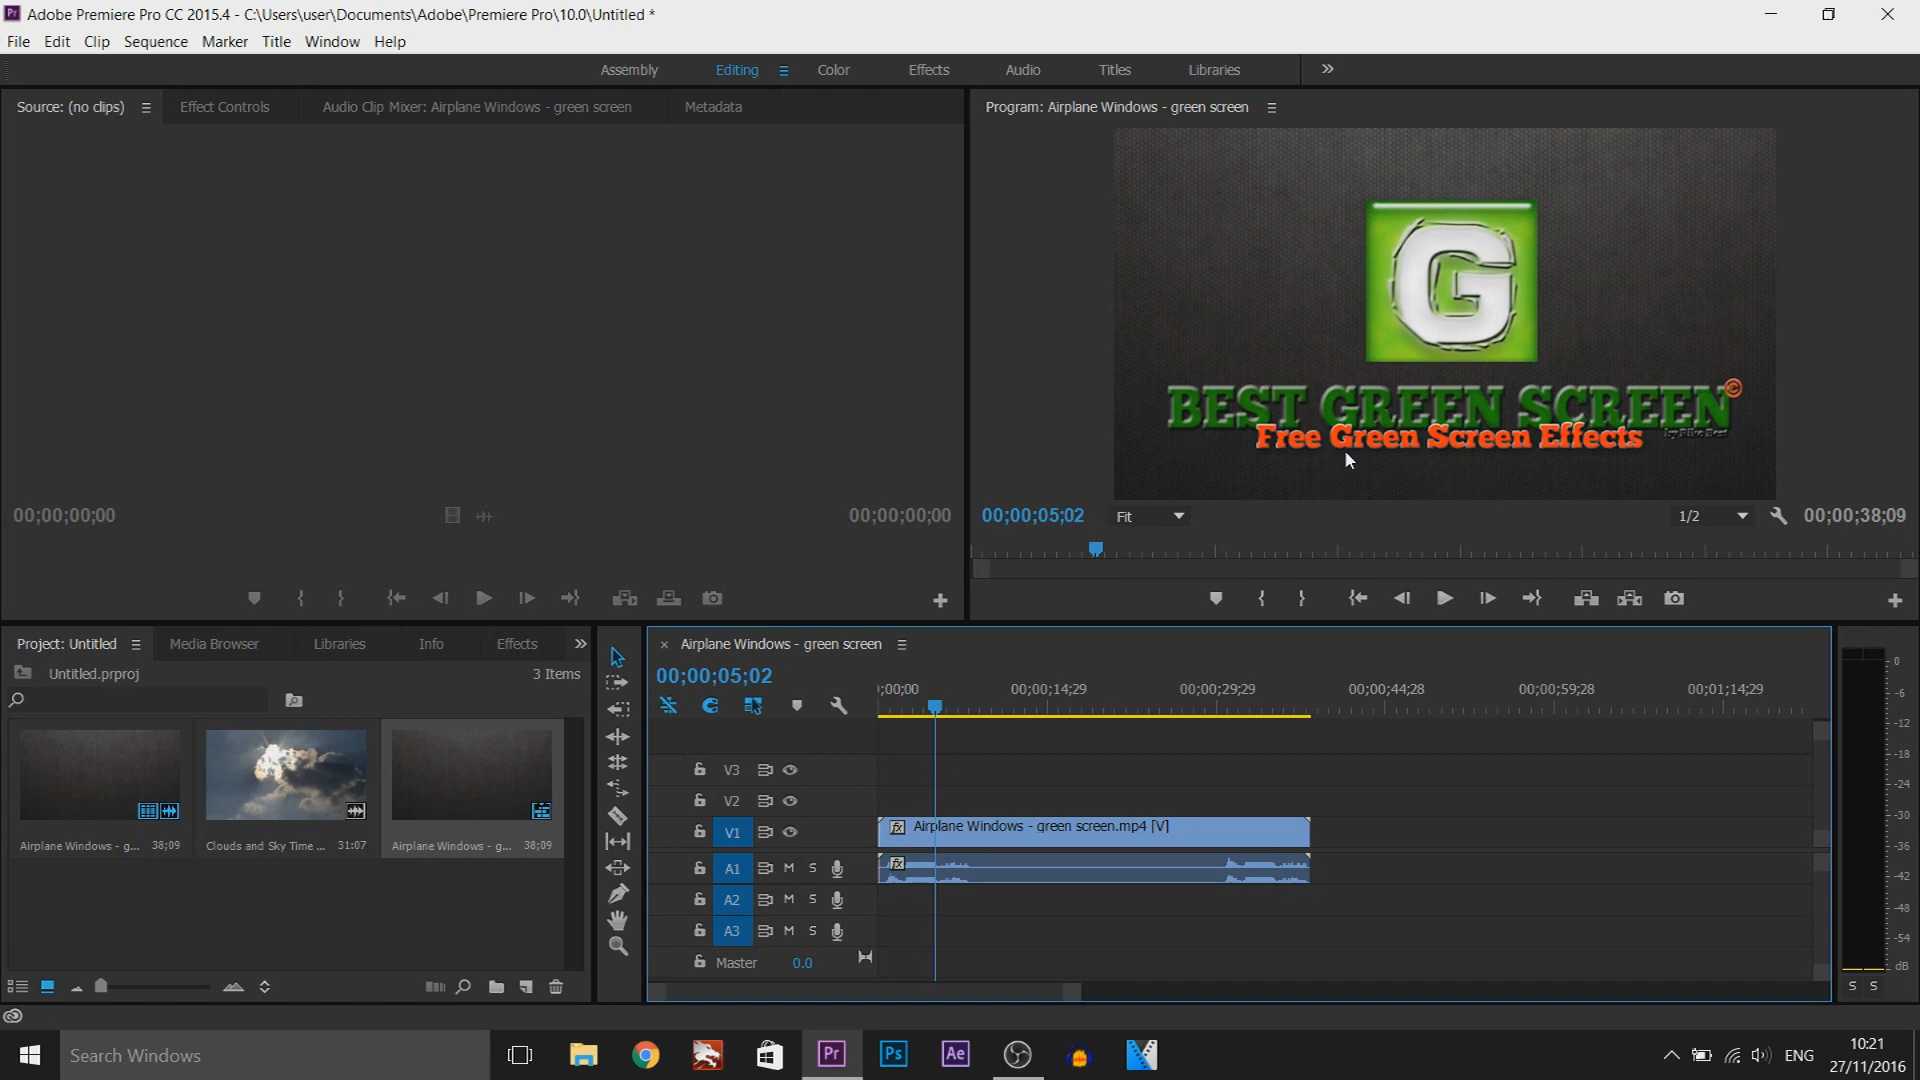 Adobe Premiere Pro CC 2015.4 - C:\Users\user\Documents\Adobe\Premiere Pro\10.0\Untitled *
File Edit Clip Sequence Marker Title Window Help
Assembly Editing Color Effects Audio Titles Libraries
Source: (no clips) Effect Controls Audio Clip Mixer: Airplane Windows - green screen Metadata
Program: Airplane Windows - green screen
G
BEST GREEN SCREEN©
Free Green Screen Effects
00;00;00;00 00;00;00;00
00;00;05;02 Fit 1/2 00;00;38;09
Project: Untitled Media Browser Libraries Info Effects
Untitled.prproj 3 Items
Airplane Windows - g... 38;09 Clouds and Sky Time ... 31:07 Airplane Windows - g... 38;09
× Airplane Windows - green screen
00;00;05;02
;00;00 00;00;14;29 00;00;29;29 00;00;44;28 00;00;59;28 00;01;14;29
V3
V2
V1 fx Airplane Windows - green screen.mp4 [V]
A1 M S fx
A2 M S
A3 M S
Master 0.0
0
-6
-12
-18
-24
-30
-36
-42
-48
-54
dB
S S
Search Windows
Pr Ps Ae
ENG 10:21
27/11/2016